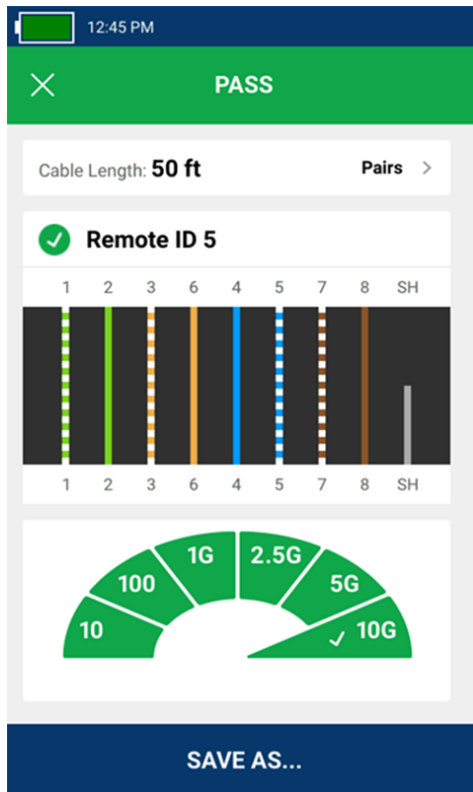 12:45 PM
PASS
Cable Length: 50 ft Pairs
Remote ID 5
1 2 3 6 4 5 7 8 SH
1 2 3 6 4 5 7 8 SH
10 100 1G 2.5G 5G 10G
SAVE AS...